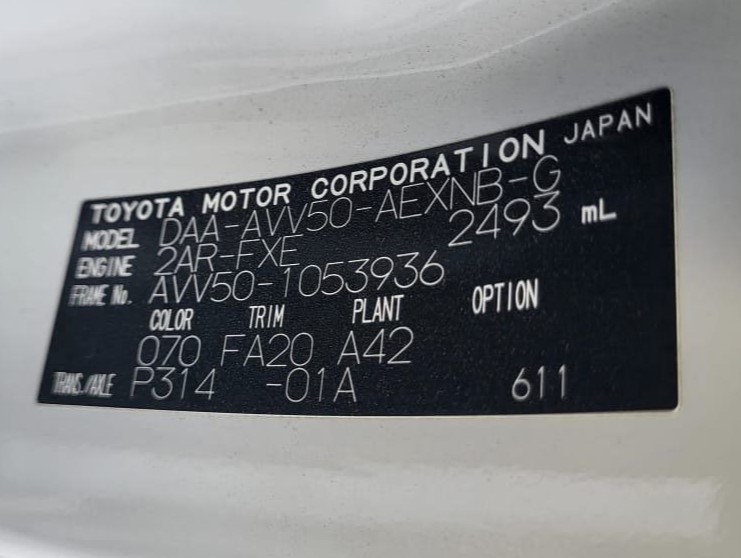 TOYOTA MOTOR CORPORATION JAPAN
MODEL DAA-AVV50-AEXNB-G
ENGINE 2AR-FXE 2493 mL
FRAME No. AVV50-1053936
COLOR TRIM PLANT OPTION
070 FA20 A42
TRANS./AXLE P314 -01A 611